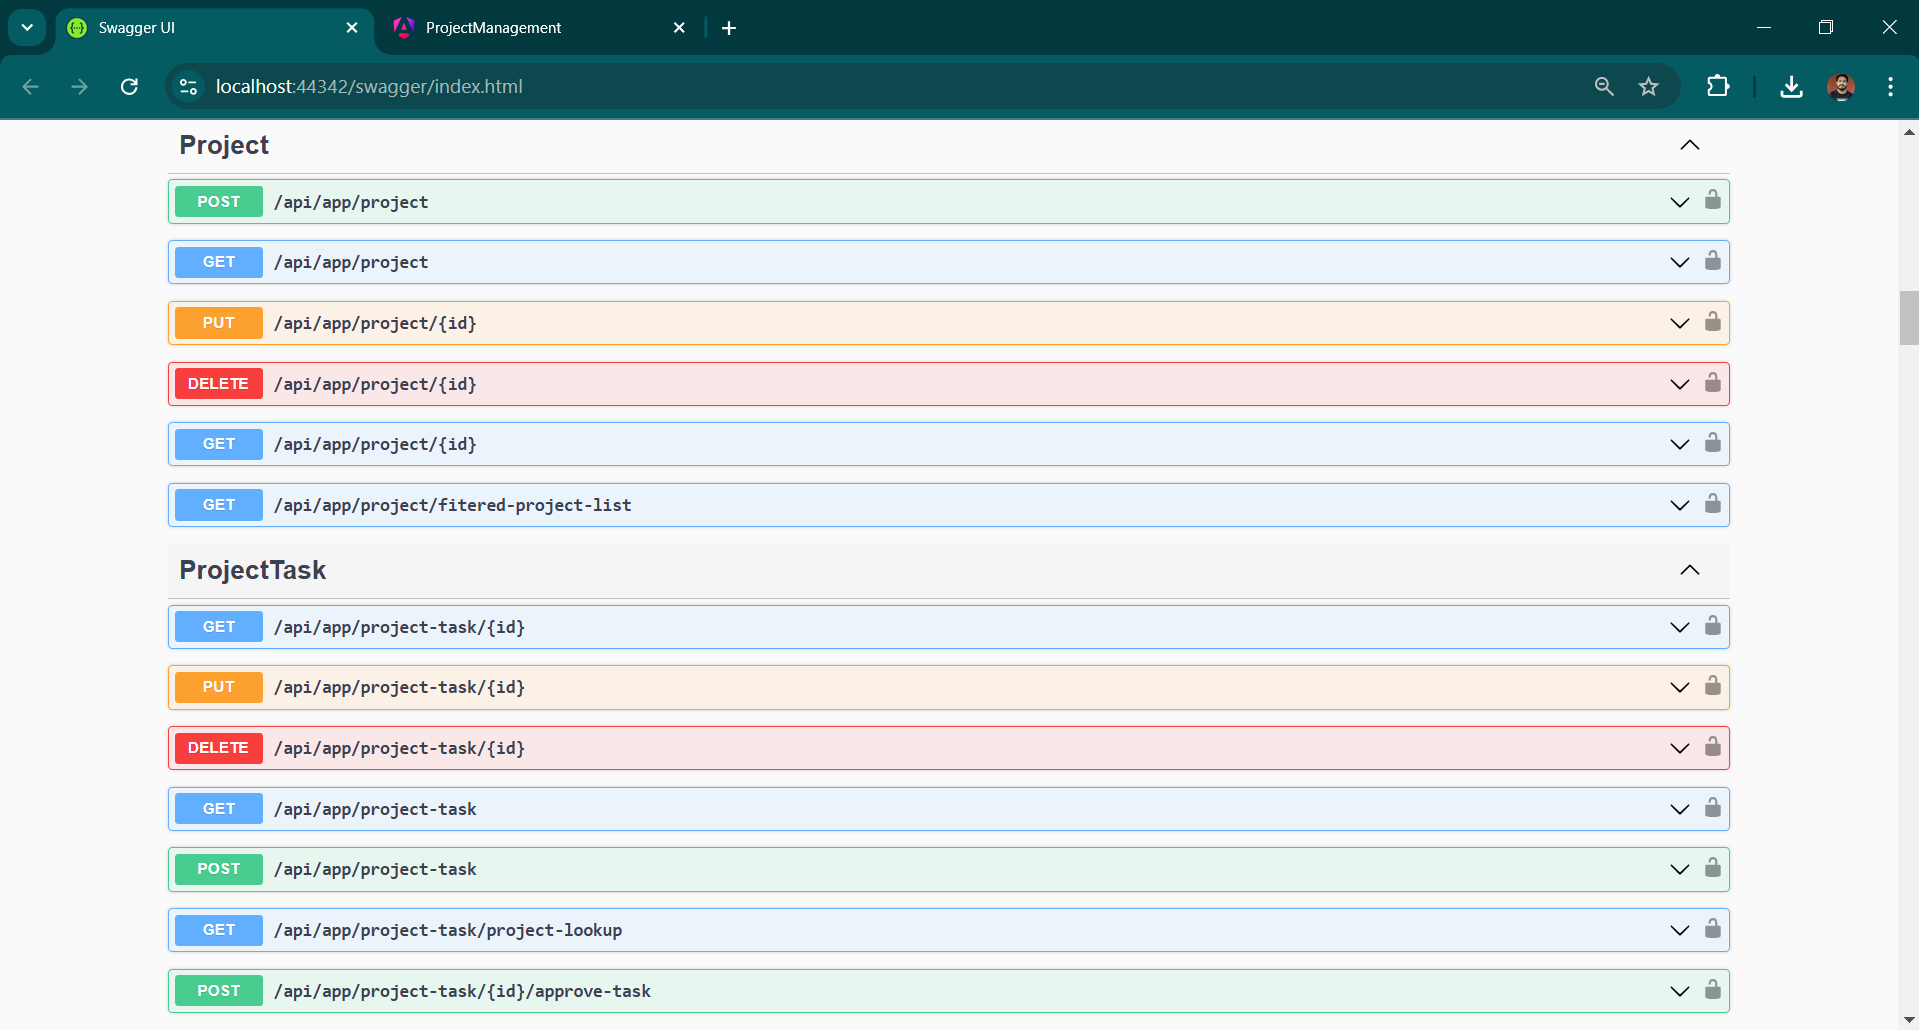 Swagger UI
ProjectManagement
localhost:44342/swagger/index.html
Project
POST /api/app/project
GET /api/app/project
PUT /api/app/project/{id}
DELETE /api/app/project/{id}
GET /api/app/project/{id}
GET /api/app/project/fitered-project-list
ProjectTask
GET /api/app/project-task/{id}
PUT /api/app/project-task/{id}
DELETE /api/app/project-task/{id}
GET /api/app/project-task
POST /api/app/project-task
GET /api/app/project-task/project-lookup
POST /api/app/project-task/{id}/approve-task